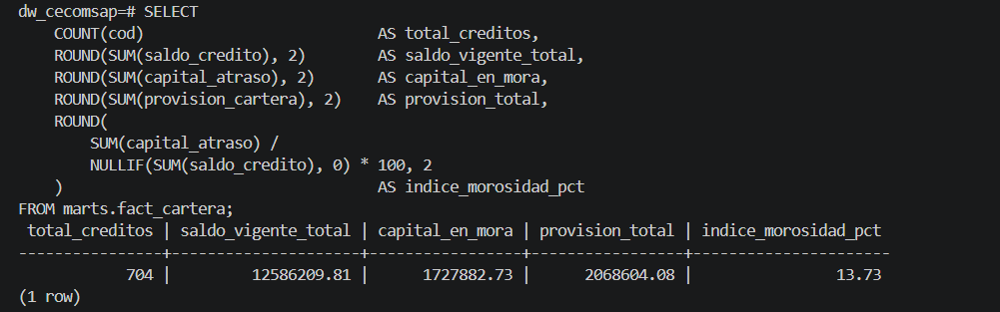 dw_cecomsap=# SELECT
    COUNT(cod)                          AS total_creditos,
    ROUND(SUM(saldo_credito), 2)        AS saldo_vigente_total,
    ROUND(SUM(capital_atraso), 2)       AS capital_en_mora,
    ROUND(SUM(provision_cartera), 2)    AS provision_total,
    ROUND(
        SUM(capital_atraso) /
        NULLIF(SUM(saldo_credito), 0) * 100, 2
    )                                   AS indice_morosidad_pct
FROM marts.fact_cartera;
 total_creditos | saldo_vigente_total | capital_en_mora | provision_total | indice_morosidad_pct
----------------+---------------------+-----------------+-----------------+----------------------
            704 |         12586209.81 |      1727882.73 |      2068604.08 |                13.73
(1 row)